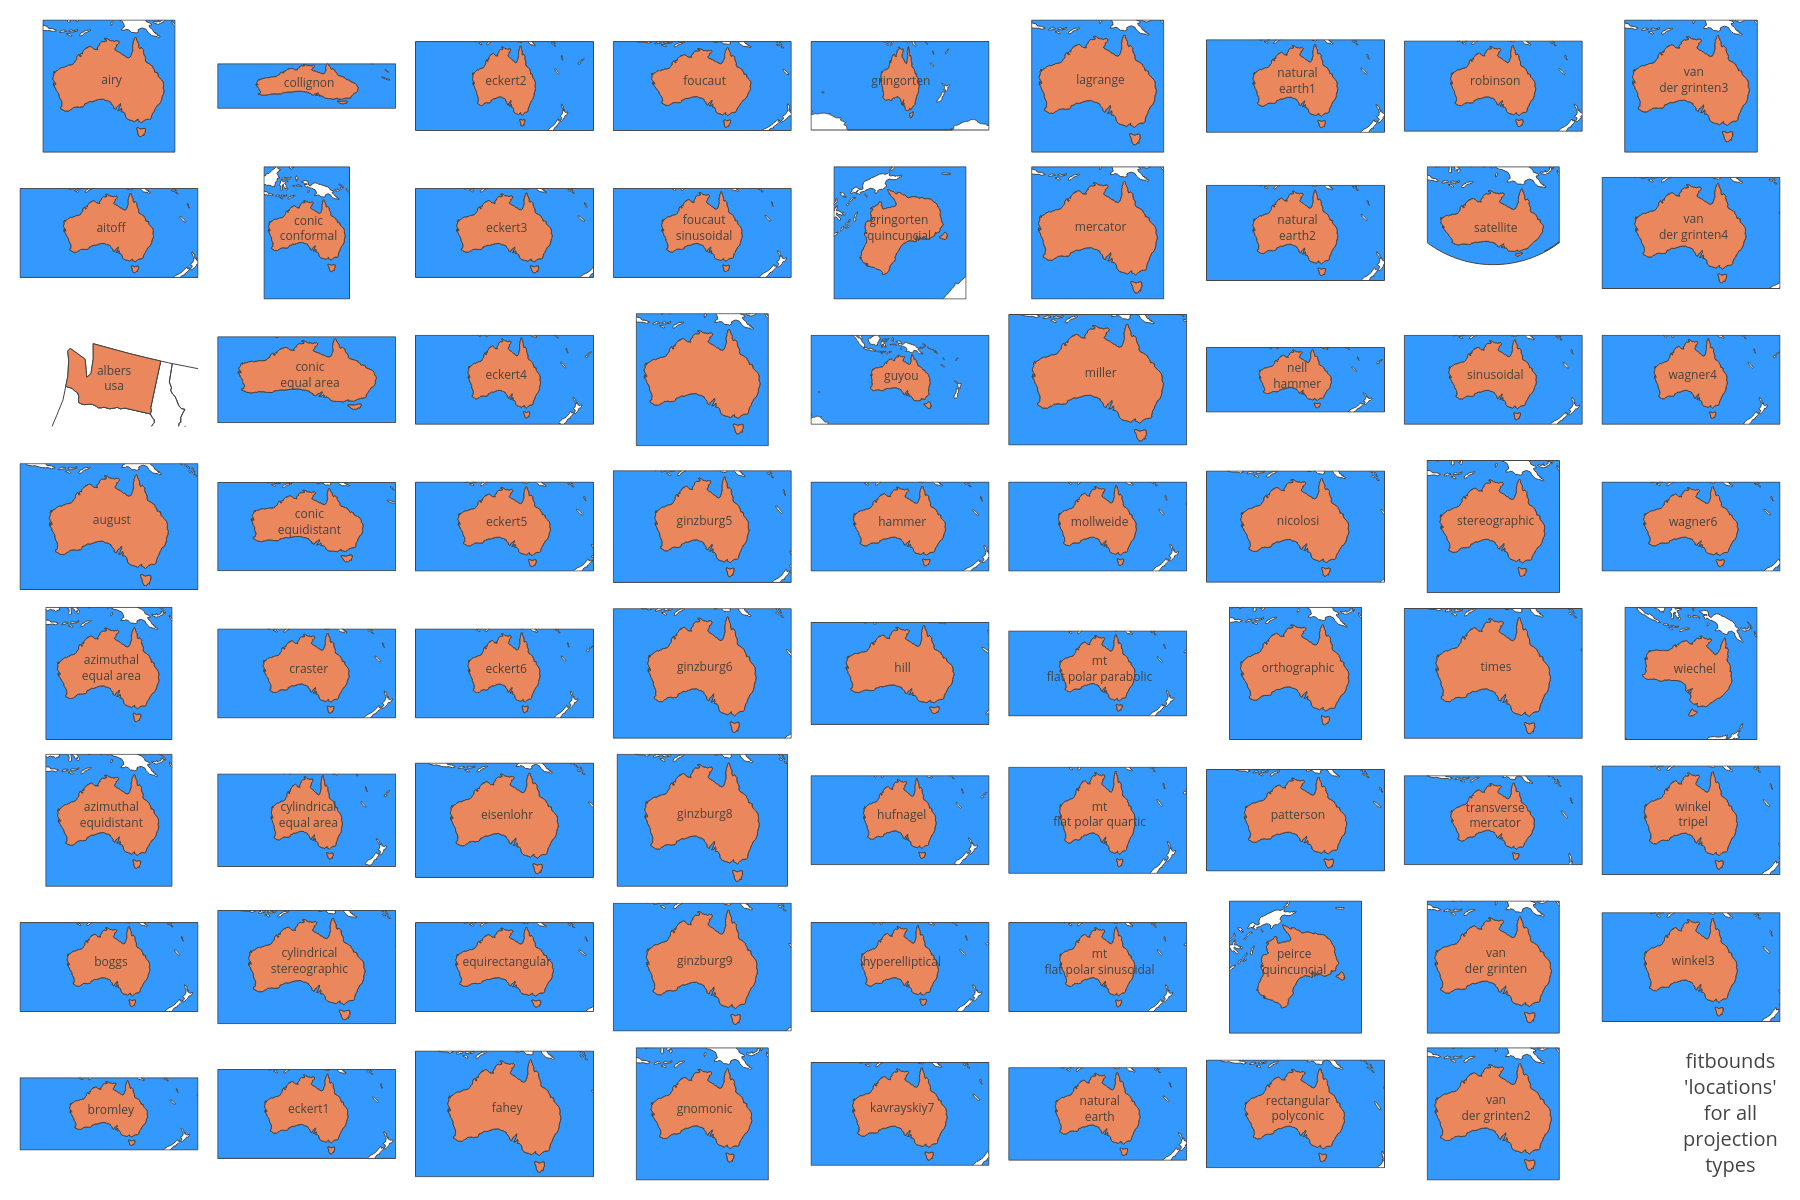 airy
collignon
eckert2
foucaut
gringorten
lagrange
natural
earth1
robinson
van
der grinten3
aitoff
conic
conformal
eckert3
foucaut
sinusoidal
gringorten
quincuncial
mercator
natural
earth2
satellite
van
der grinten4
albers
usa
conic
equal area
eckert4
guyou
miller
nell
hammer
sinusoidal
wagner4
august
conic
equidistant
eckert5
ginzburg5
hammer
mollweide
nicolosi
stereographic
wagner6
azimuthal
equal area
craster
eckert6
ginzburg6
hill
mt
flat polar parabolic
orthographic
times
wiechel
azimuthal
equidistant
cylindrical
equal area
eisenlohr
ginzburg8
hufnagel
mt
flat polar quartic
patterson
transverse
mercator
winkel
tripel
boggs
cylindrical
stereographic
equirectangular
ginzburg9
hyperelliptical
mt
flat polar sinusoidal
peirce
quincuncial
van
der grinten
winkel3
bromley
eckert1
fahey
gnomonic
kavrayskiy7
natural
earth
rectangular
polyconic
van
der grinten2
fitbounds
'locations'
for all
projection
types